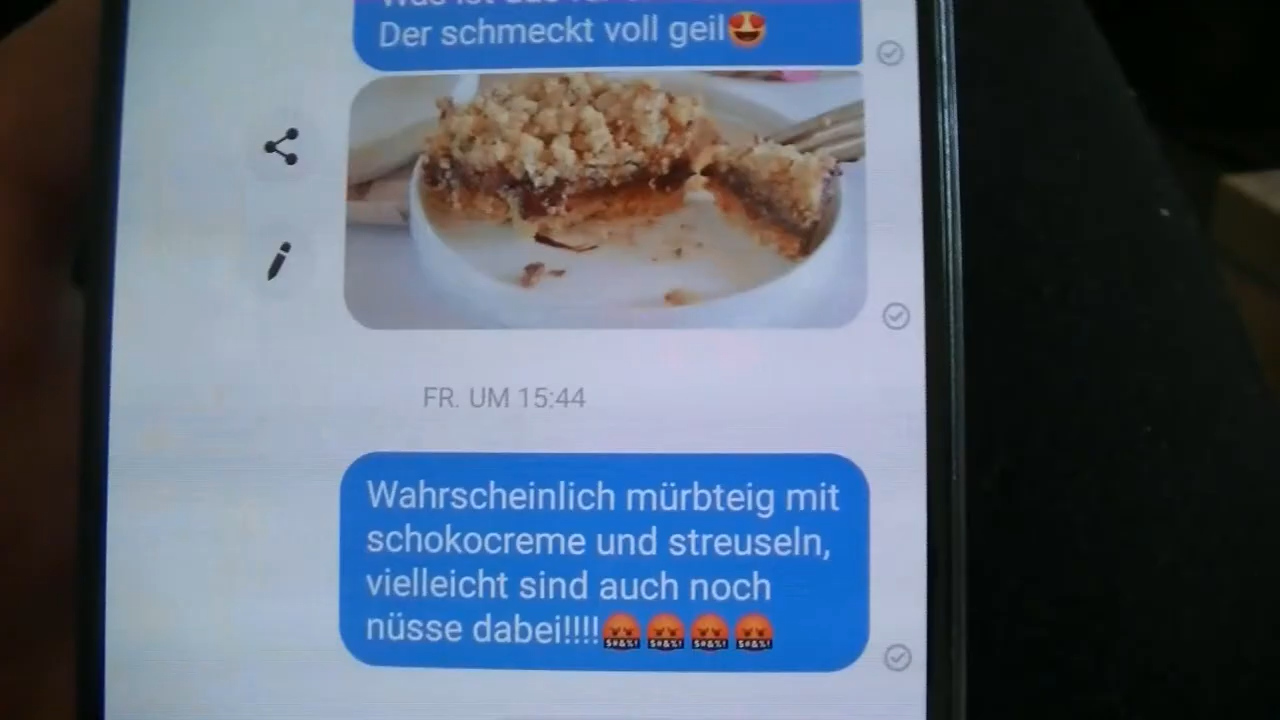 Der schmeckt voll geil😍
FR. UM 15:44
Wahrscheinlich mürbteig mit
schokocreme und streuseln,
vielleicht sind auch noch
nüsse dabei!!!!🤬🤬🤬🤬